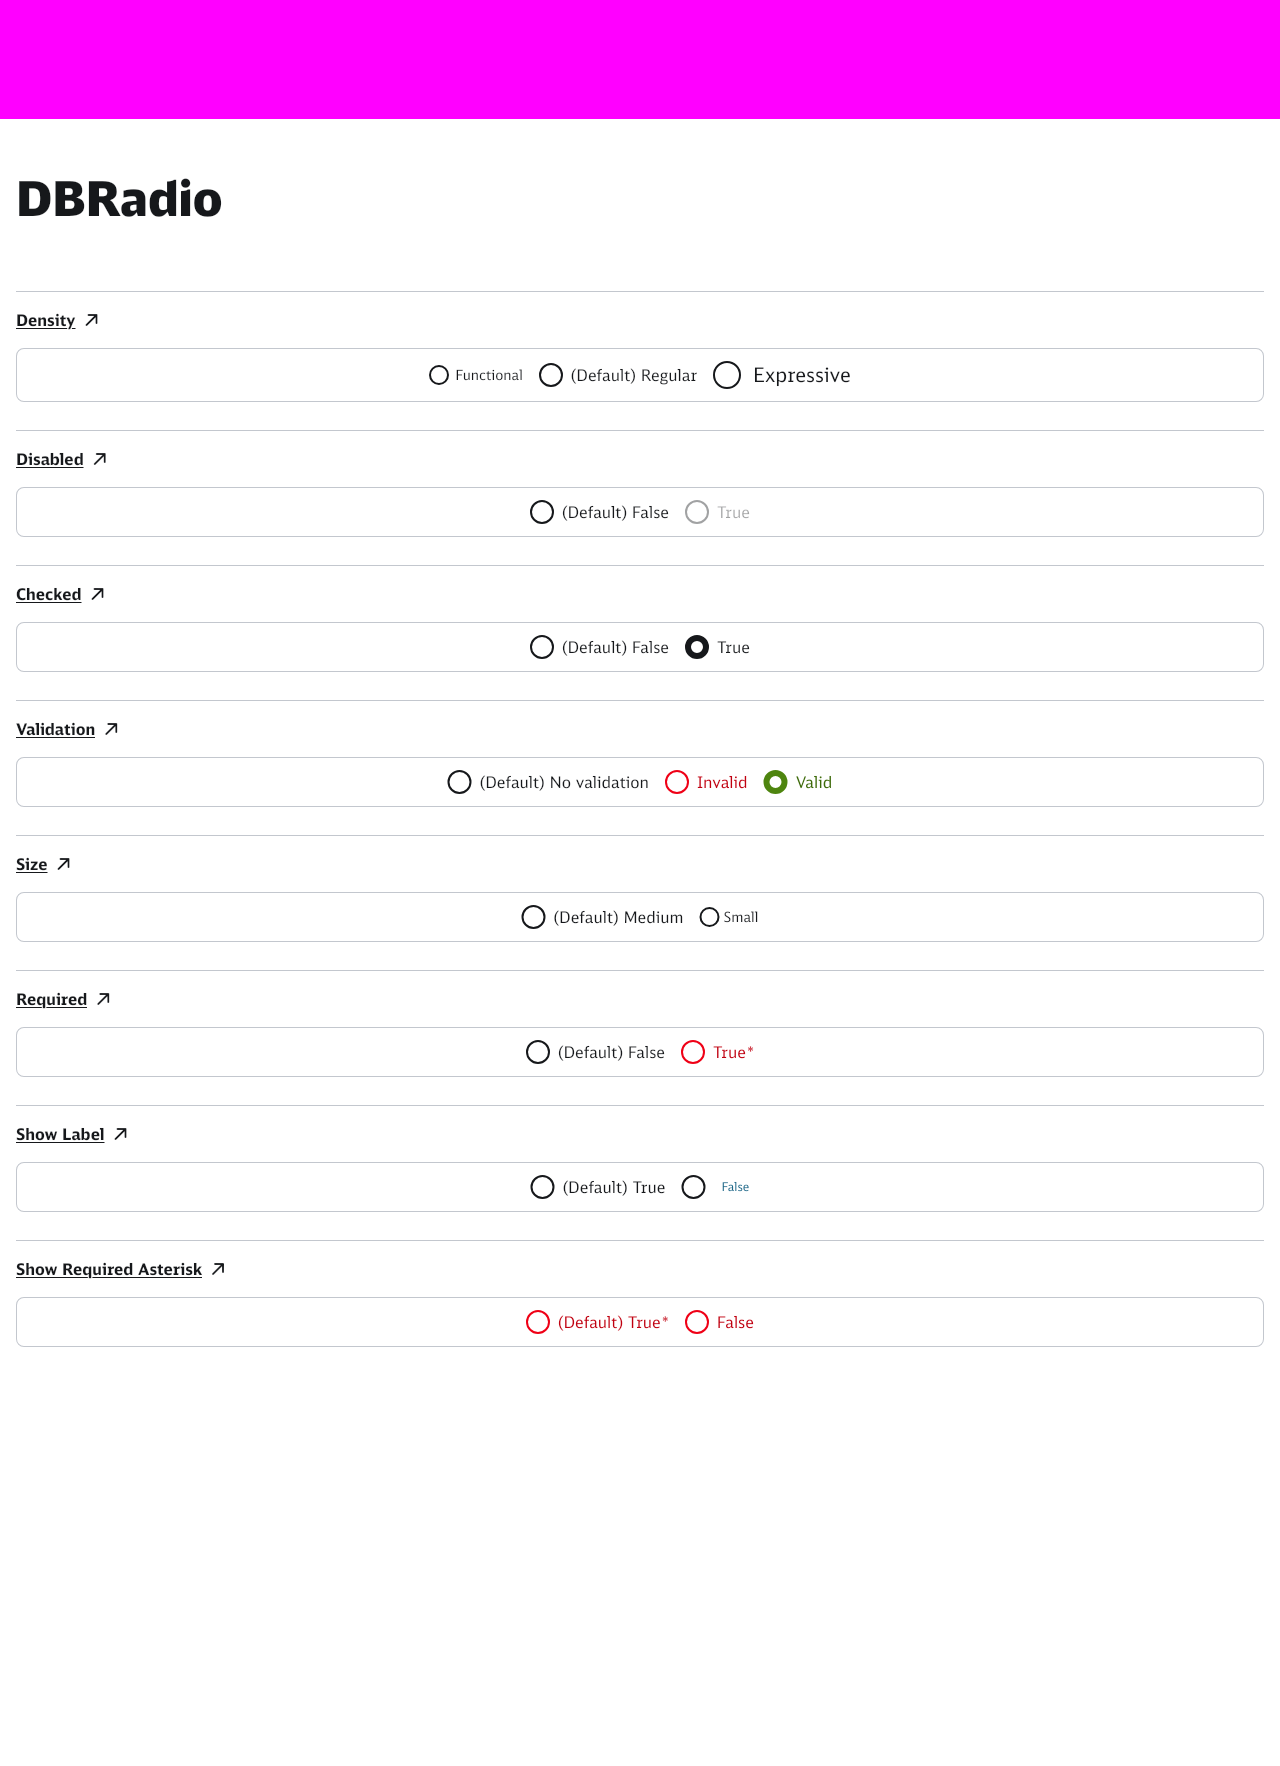 DBRadio
Density
Functional (Default) Regular Expressive
Disabled
(Default) False True
Checked
(Default) False True
Validation
(Default) No validation Invalid Valid
Size
(Default) Medium Small
Required
(Default) False True*
Show Label
(Default) True False
Show Required Asterisk
(Default) True* False